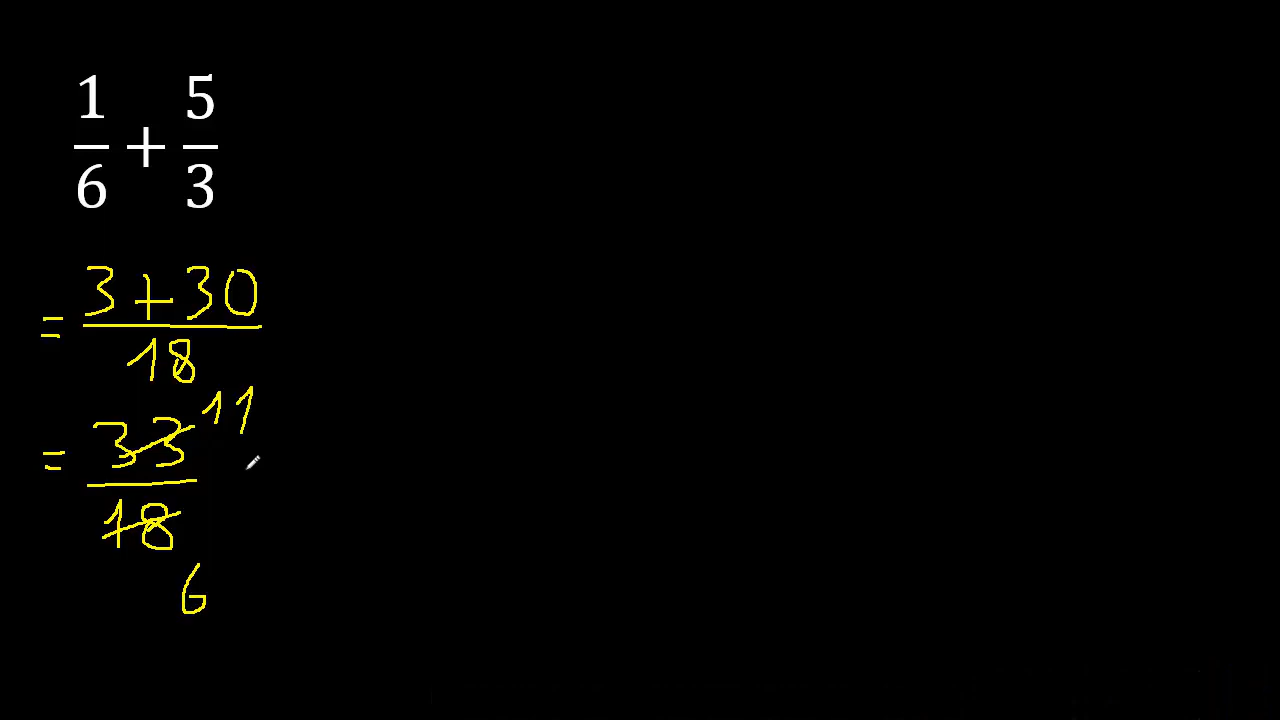 1/6 + 5/3
= 3+30/18
= 33/18 11
6